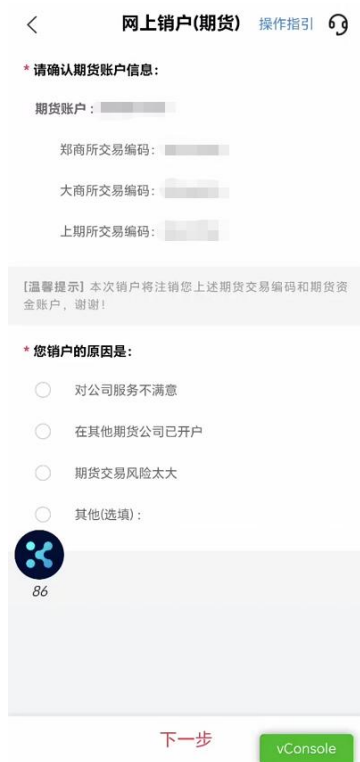 网上销户(期货) 操作指引
* 请确认期货账户信息:
期货账户:
郑商所交易编码:
大商所交易编码:
上期所交易编码:
[温馨提示] 本次销户将注销您上述期货交易编码和期货资
金账户，谢谢!
* 您销户的原因是:
对公司服务不满意
在其他期货公司已开户
期货交易风险太大
其他(选填):
86
下一步
vConsole